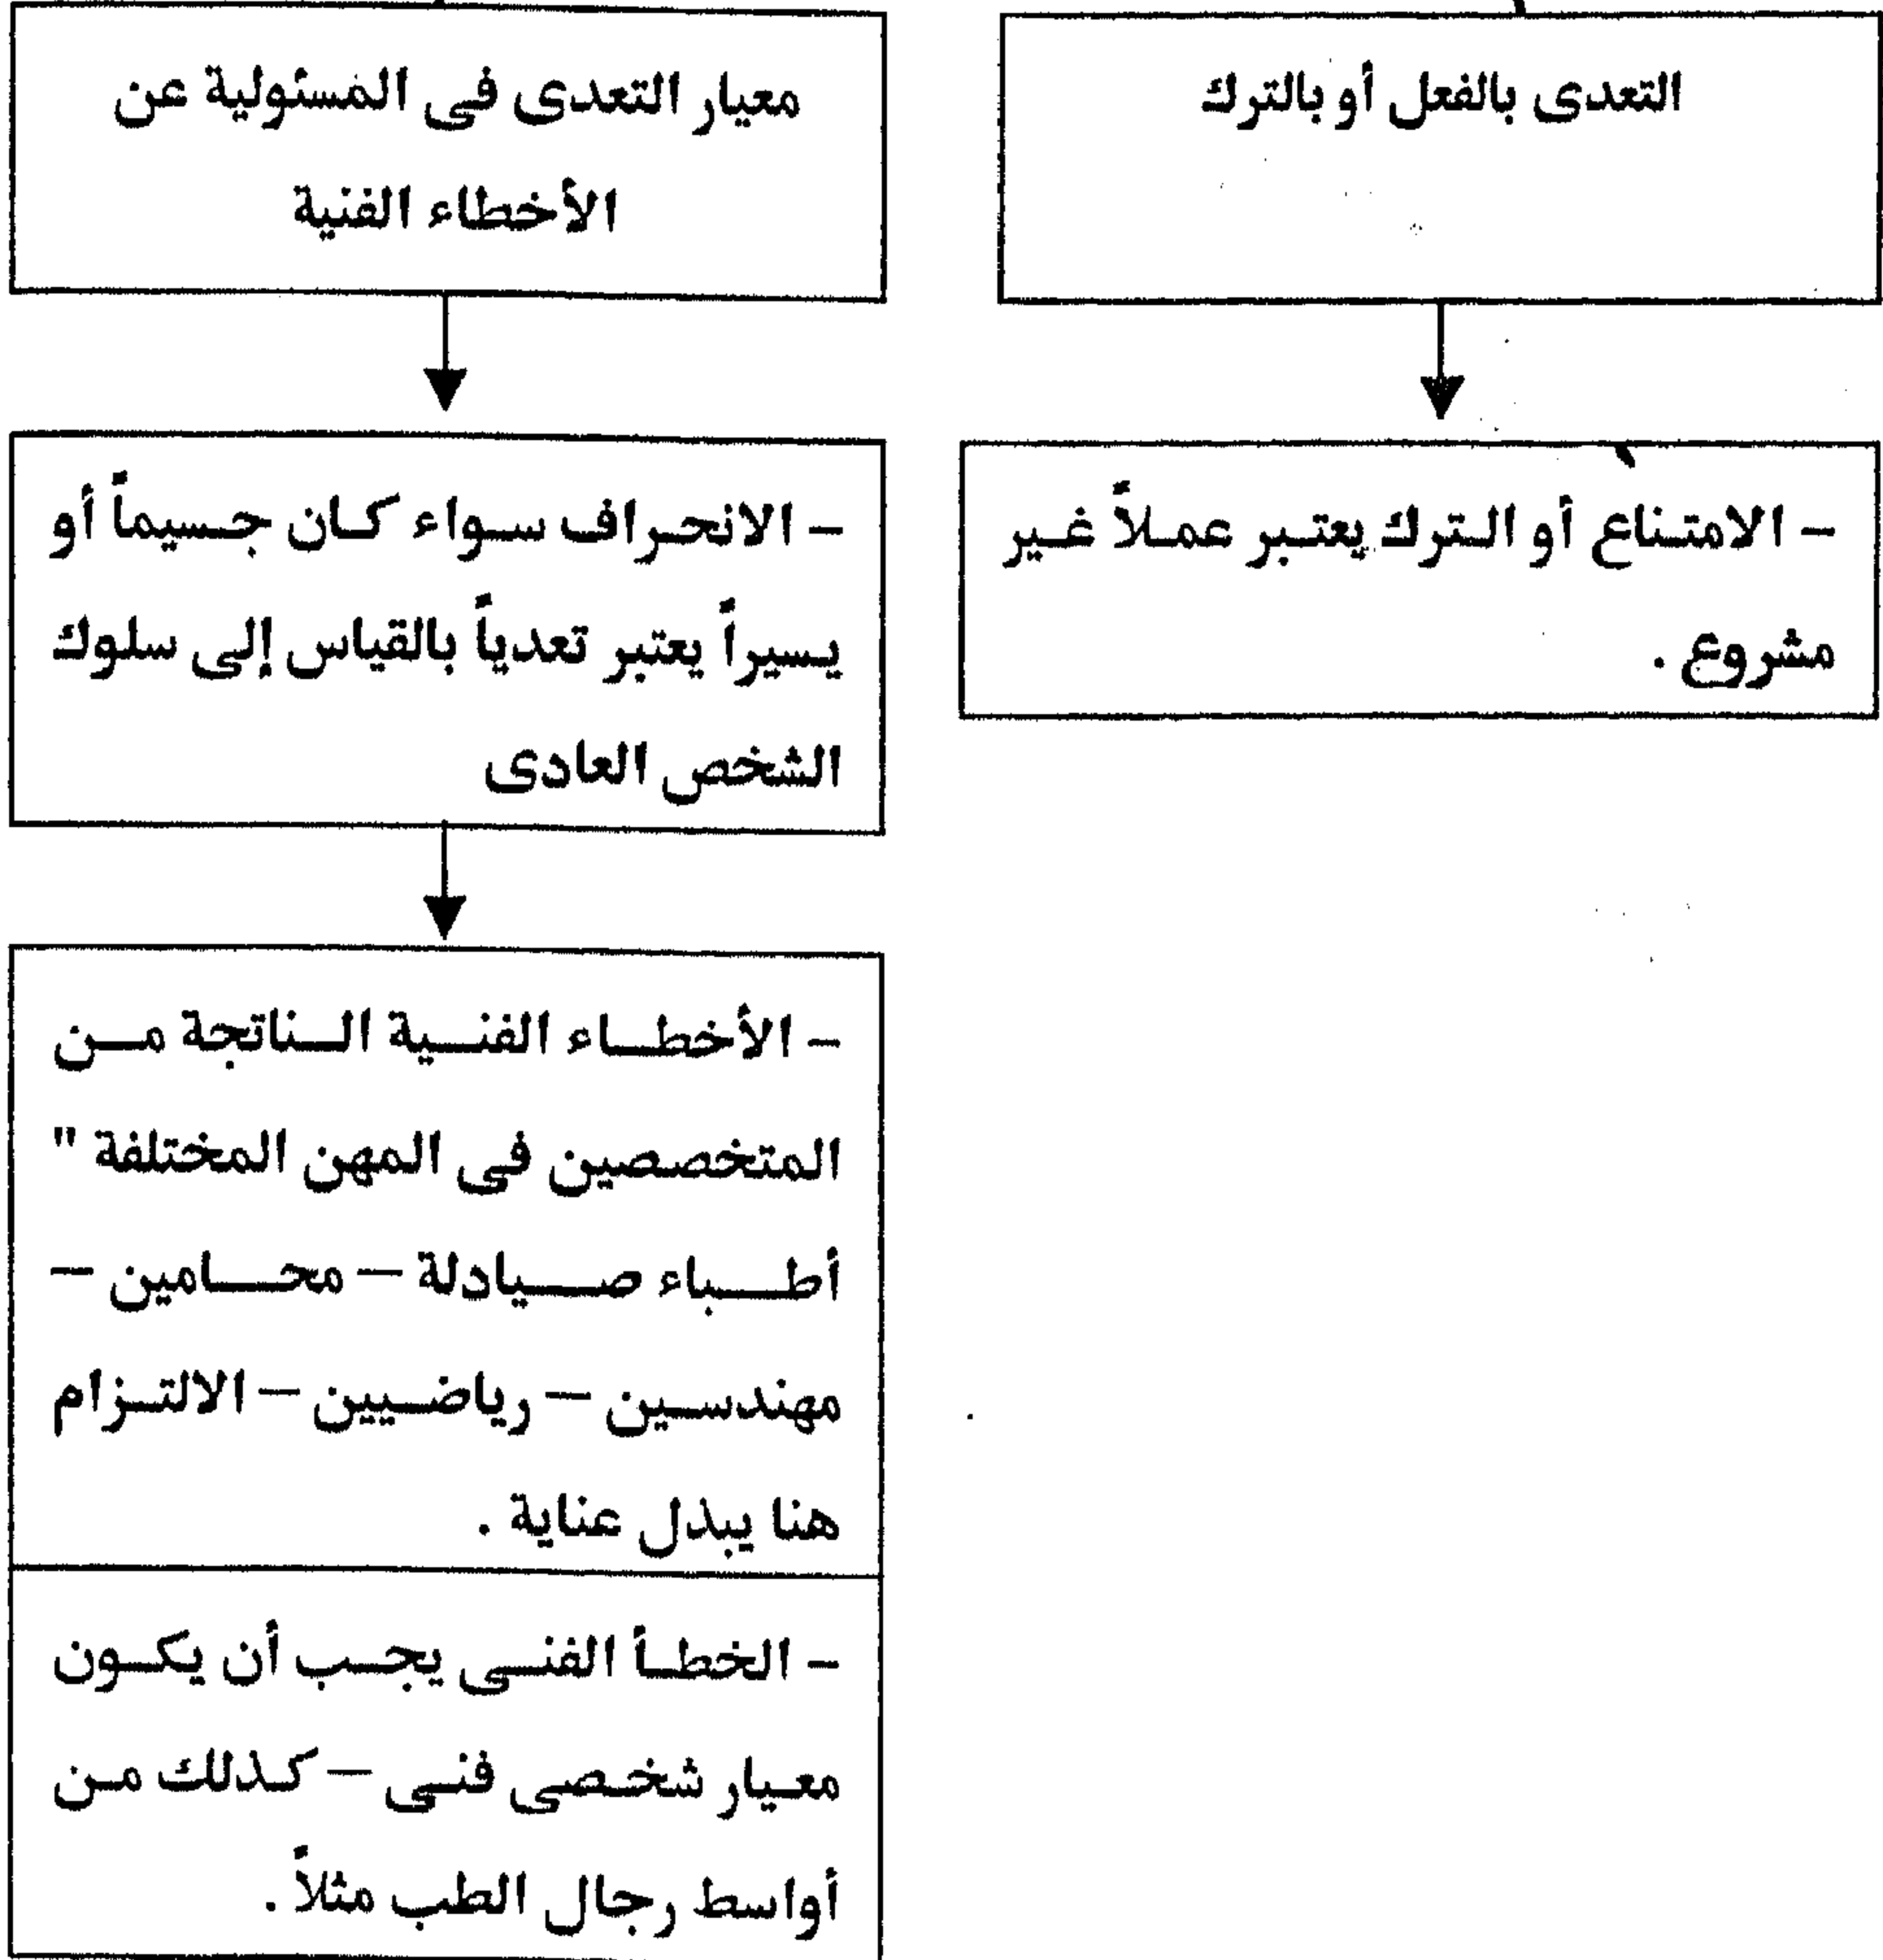 التعدى بالفعل أو بالترك
– الامتناع أو الترك يعتبر عملاً غير
مشروع .
معيار التعدى فى المسئولية عن
الأخطاء الفنية
– الانحراف سواء كان جسيماً أو
يسيراً يعتبر تعدياً بالقياس إلى سلوك
الشخص العادى
– الأخطاء الفنية الناتجة من
المتخصصين فى المهن المختلفة "
أطباء صيادلة – محامين –
مهندسين – رياضيين – الالتزام
هنا يبدل عناية .
– الخطأ الفنى يجب أن يكون
معيار شخصى فنى – كذلك من
أواسط رجال الطب مثلاً .